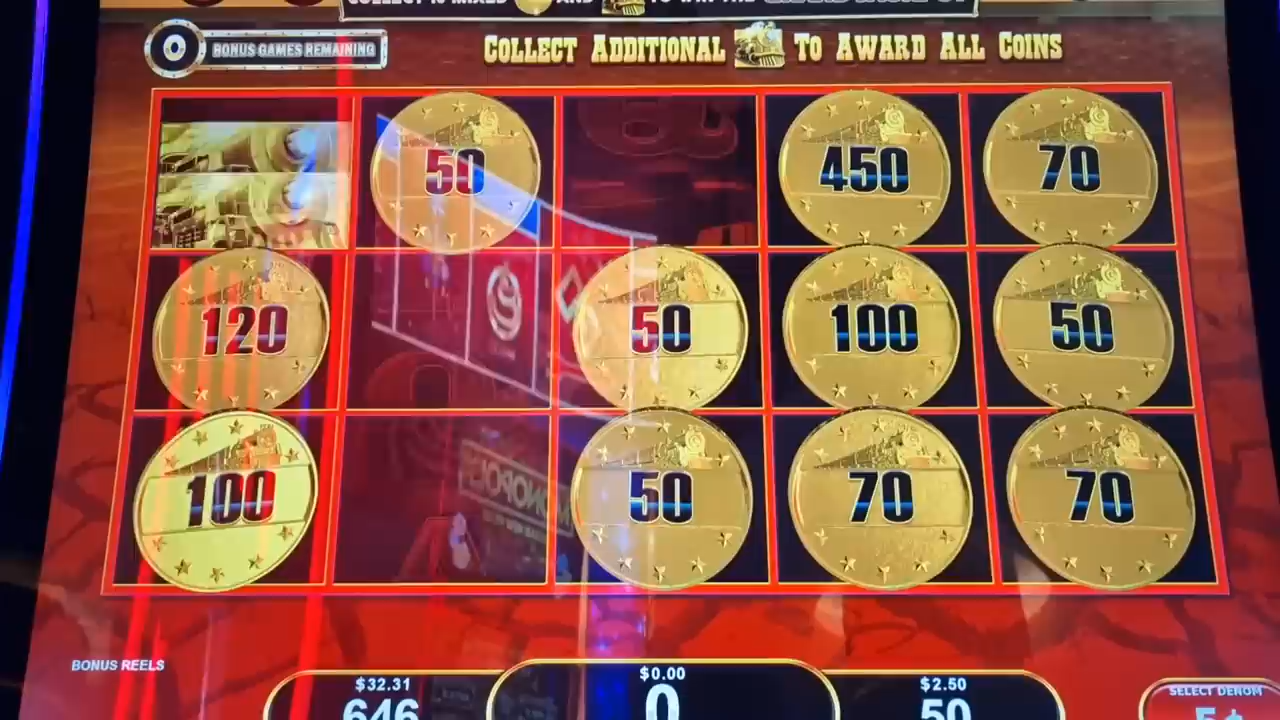 COLLECT ADDITIONAL TO AWARD ALL COINS
0 BONUS GAMES REMAINING
50 450 70
120 50 100 50
100 50 70 70
MONOPOLY
BONUS REELS
$32.31 $0.00 $2.50
646 0 50
SELECT DENOM